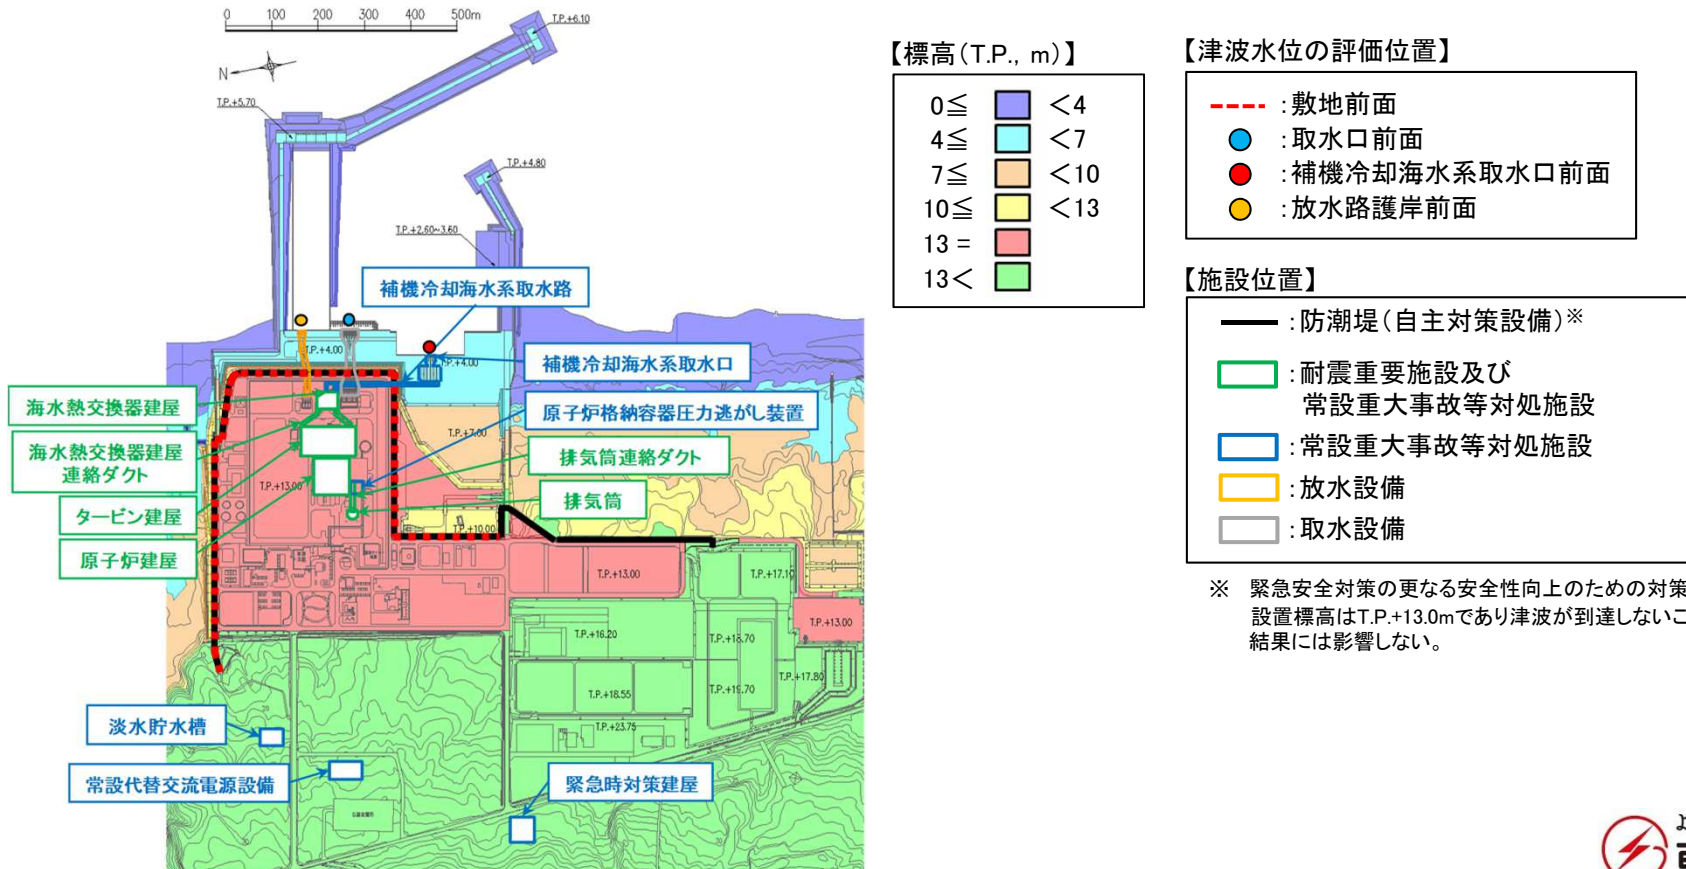 0 100 200 300 400 500m
N
T.P.+6.10
T.P.+5.70
T.P.+4.80
T.P.+2.60~3.60
補機冷却海水系取水路
T.P.+4.00
T.P.+4.00
補機冷却海水系取水口
海水熱交換器建屋
原子炉格納容器圧力逃がし装置
T.P.+7.00
海水熱交換器建屋
連絡ダクト
排気筒連絡ダクト
T.P.+13.00
排気筒
タービン建屋
T.P.+10.00
原子炉建屋
T.P.+13.00
T.P.+17.10
T.P.+13.00
T.P.+16.20
T.P.+18.70
T.P.+17.80
T.P.+18.55
T.P.+19.70
T.P.+23.75
淡水貯水槽
常設代替交流電源設備
緊急時対策建屋
【標高(T.P., m)】
0≦ <4
4≦ <7
7≦ <10
10≦ <13
13 =
13<
【津波水位の評価位置】
:敷地前面
:取水口前面
:補機冷却海水系取水口前面
:放水路護岸前面
【施設位置】
:防潮堤(自主対策設備)※
:耐震重要施設及び
常設重大事故等対処施設
:常設重大事故等対処施設
:放水設備
:取水設備
※ 緊急安全対策の更なる安全性向上のための対策
設置標高はT.P.+13.0mであり津波が到達しないこ
結果には影響しない。